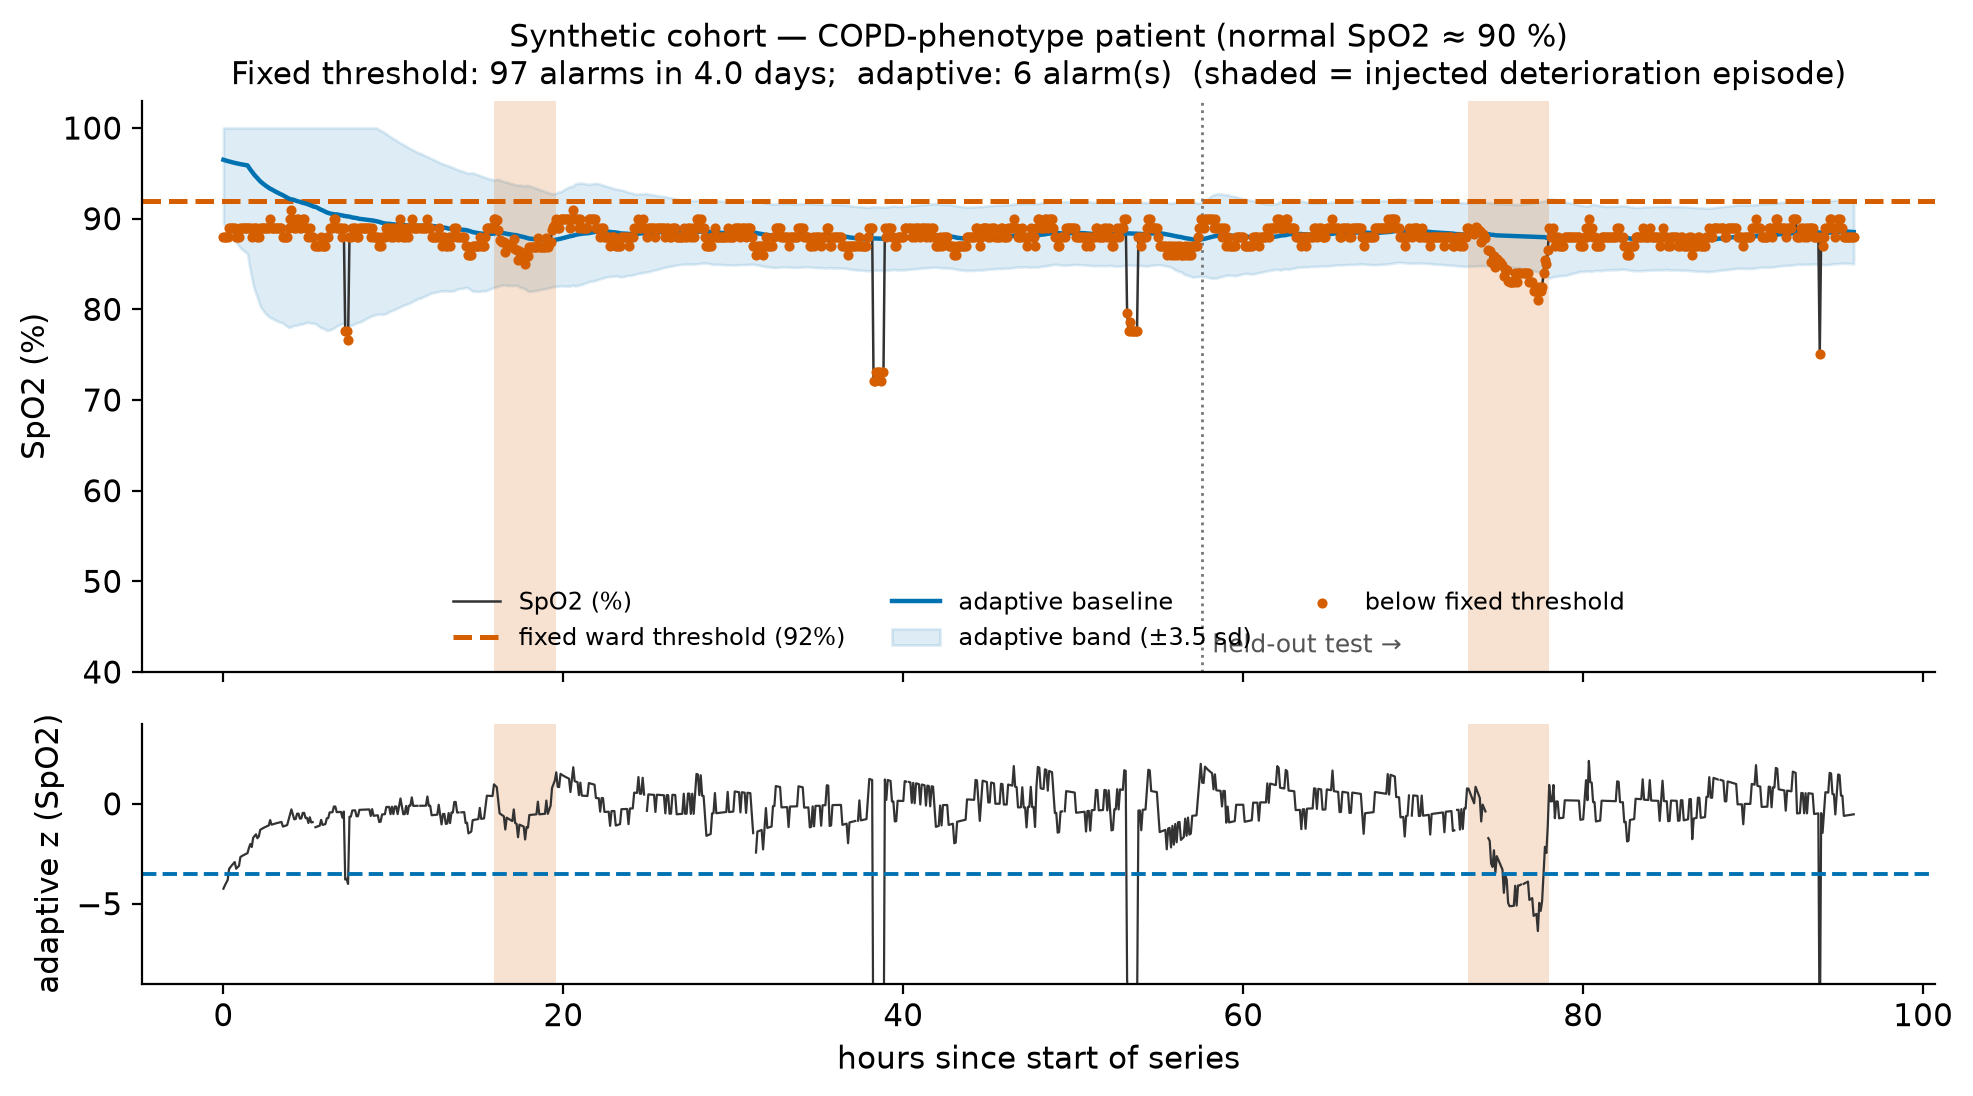 Synthetic cohort — COPD-phenotype patient (normal SpO2 ≈ 90 %)
Fixed threshold: 97 alarms in 4.0 days;  adaptive: 6 alarm(s)  (shaded = injected deterioration episode)
SpO2 (%)
100
90
80
70
60
50
40
SpO2 (%)
fixed ward threshold (92%)
adaptive baseline
adaptive band (±3.5 sd)
below fixed threshold
held-out test →
adaptive z (SpO2)
0
−5
0
20
40
60
80
100
hours since start of series